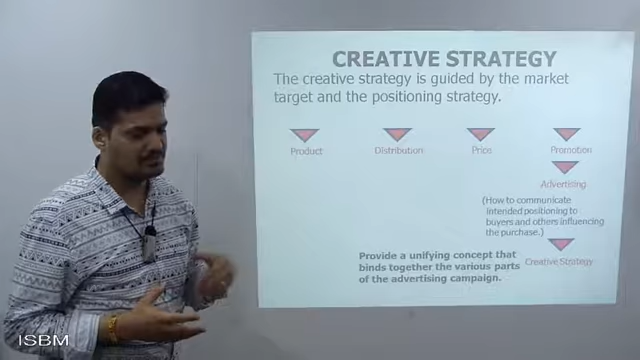 CREATIVE STRATEGY
The creative strategy is guided by the market
target and the positioning strategy.
Product
Distribution
Price
Promotion
Advertising
(How to communicate
intended positioning to
buyers and others influencing
the purchase.)
Provide a unifying concept that
binds together the various parts
of the advertising campaign.
Creative Strategy
ISBM